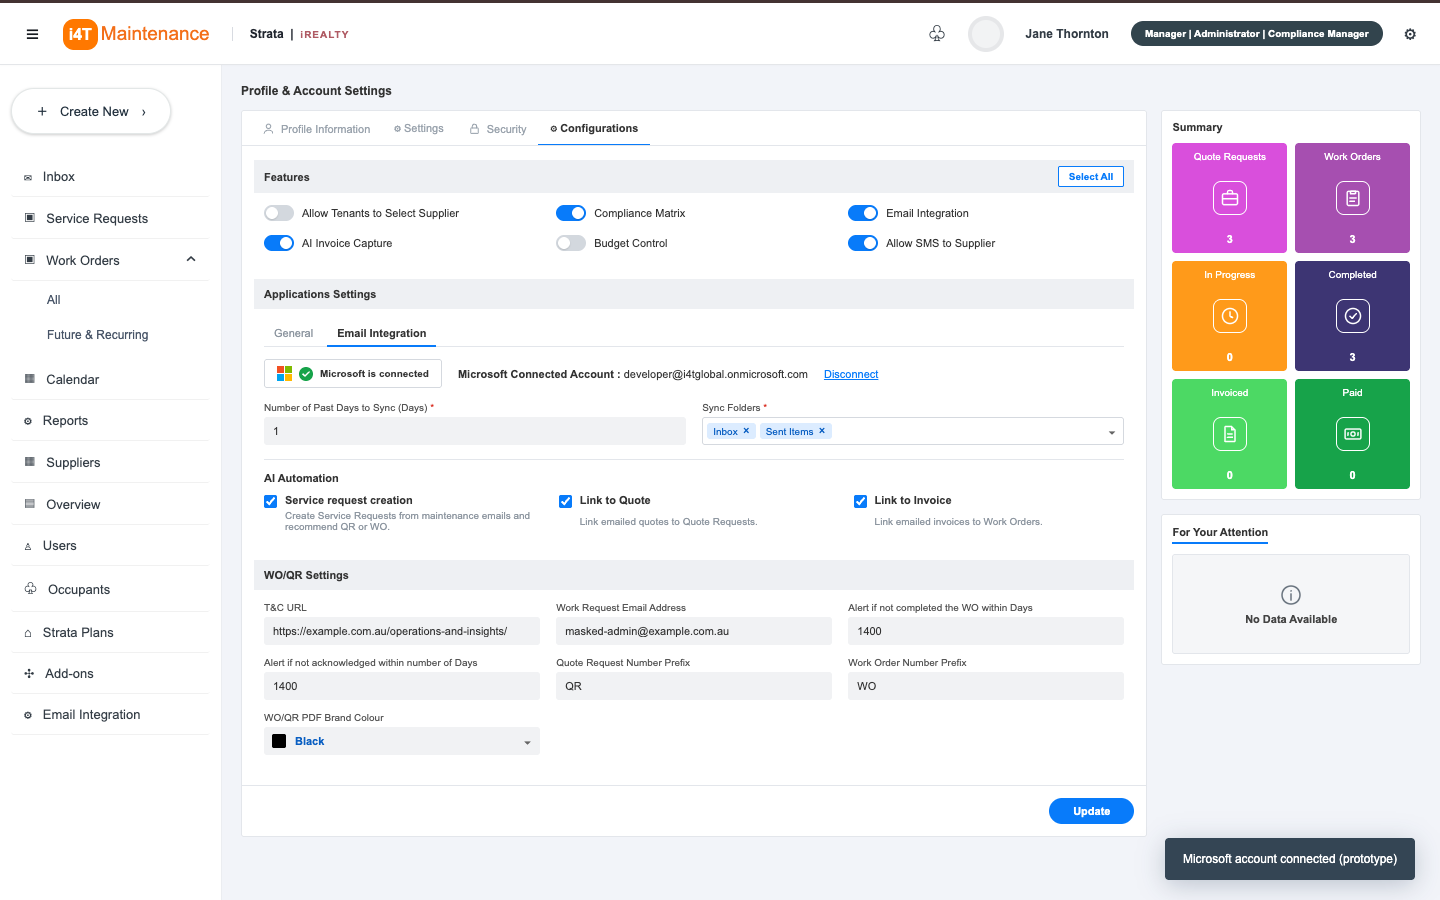 i4T Maintenance
Strata | iREALTY
Jane Thornton
Manager | Administrator | Compliance Manager
+ Create New ›
Inbox
Service Requests
Work Orders
All
Future & Recurring
Calendar
Reports
Suppliers
Overview
Users
Occupants
Strata Plans
Add-ons
Email Integration
Profile & Account Settings
Profile Information
Settings
Security
Configurations
Features
Select All
Allow Tenants to Select Supplier
Compliance Matrix
Email Integration
AI Invoice Capture
Budget Control
Allow SMS to Supplier
Applications Settings
General
Email Integration
Microsoft is connected
Microsoft Connected Account : developer@i4tglobal.onmicrosoft.com
Disconnect
Number of Past Days to Sync (Days) *
1
Sync Folders *
Inbox ×
Sent Items ×
AI Automation
Service request creation
Create Service Requests from maintenance emails and
recommend QR or WO.
Link to Quote
Link emailed quotes to Quote Requests.
Link to Invoice
Link emailed invoices to Work Orders.
WO/QR Settings
T&C URL
https://example.com.au/operations-and-insights/
Work Request Email Address
masked-admin@example.com.au
Alert if not completed the WO within Days
1400
Alert if not acknowledged within number of Days
1400
Quote Request Number Prefix
QR
Work Order Number Prefix
WO
WO/QR PDF Brand Colour
Black
Update
Summary
Quote Requests
3
Work Orders
3
In Progress
0
Completed
3
Invoiced
0
Paid
0
For Your Attention
No Data Available
Microsoft account connected (prototype)